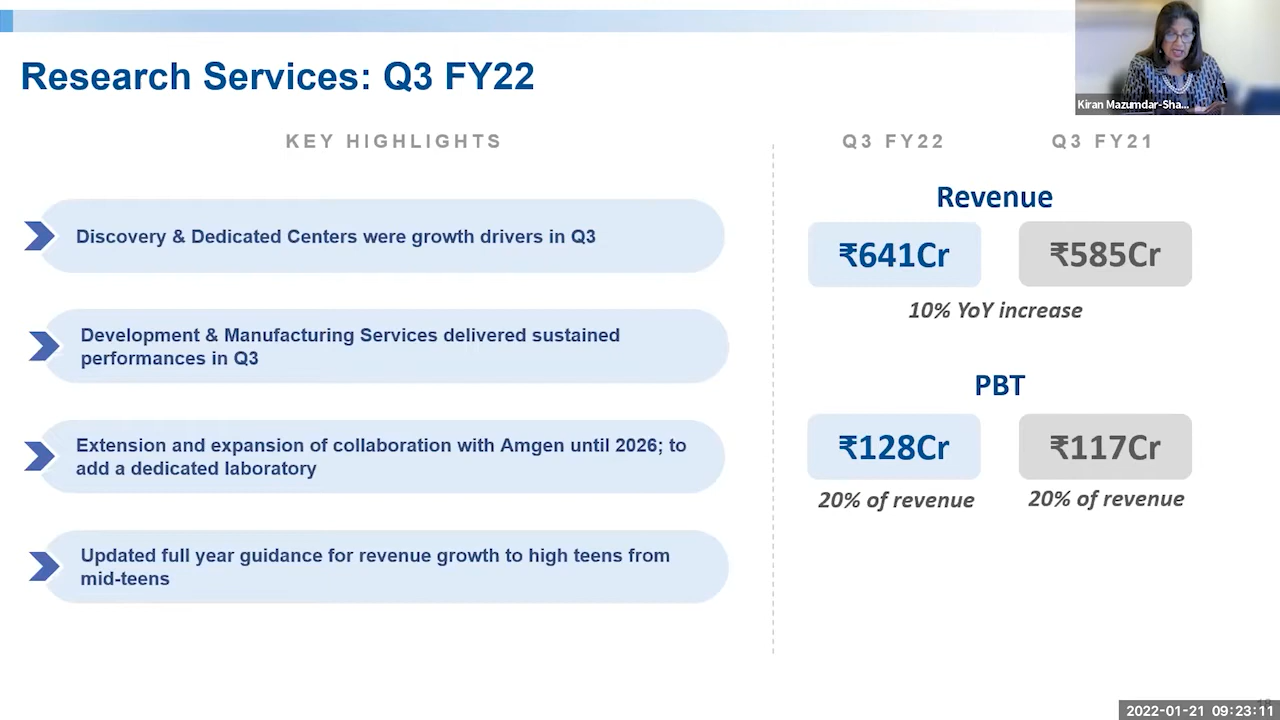 Research Services: Q3 FY22
Kiran Mazumdar-Sha...
KEY HIGHLIGHTS
Q3 FY22
Q3 FY21
Discovery & Dedicated Centers were growth drivers in Q3
Development & Manufacturing Services delivered sustained
performances in Q3
Extension and expansion of collaboration with Amgen until 2026; to
add a dedicated laboratory
Updated full year guidance for revenue growth to high teens from
mid-teens
Revenue
₹641Cr
₹585Cr
10% YoY increase
PBT
₹128Cr
₹117Cr
20% of revenue
20% of revenue
2022-01-21 09:23:11